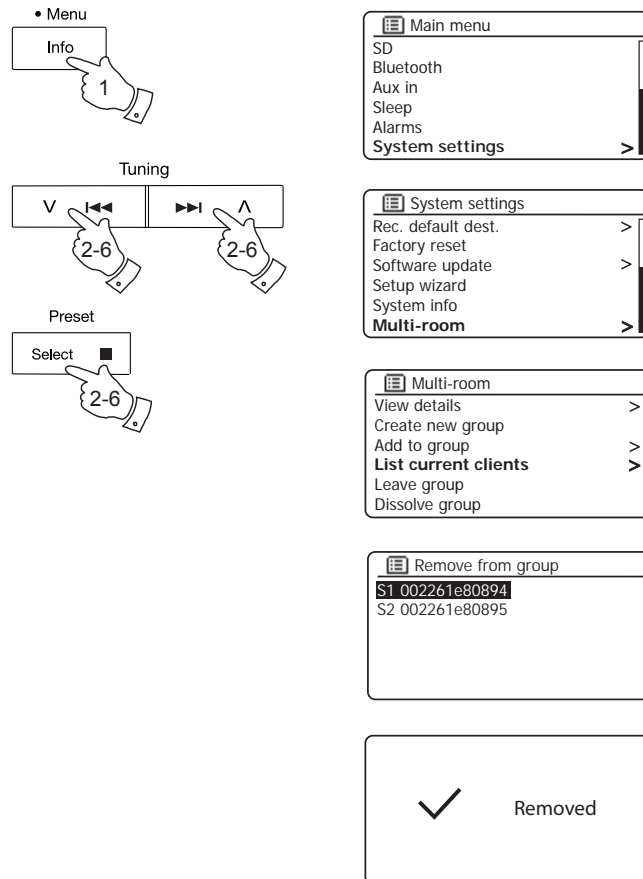 • Menu
Info
1
Tuning
2-6
2-6
Preset
Select
2-6
Main menu
SD
Bluetooth
Aux in
Sleep
Alarms
System settings >
System settings
Rec. default dest. >
Factory reset
Software update >
Setup wizard
System info
Multi-room >
Multi-room
View details >
Create new group
Add to group >
List current clients >
Leave group
Dissolve group
Remove from group
S1 002261e80894
S2 002261e80895
Removed